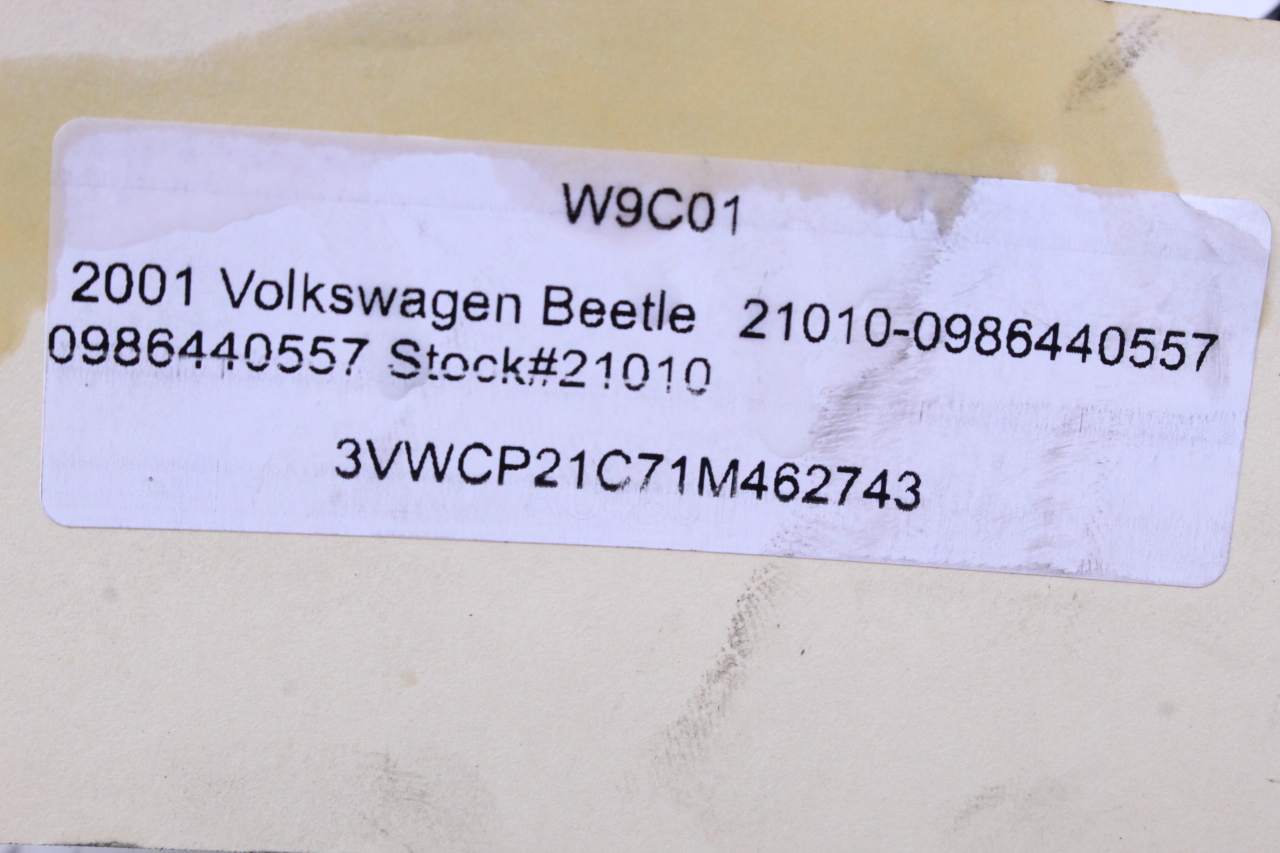 W9C01
2001 Volkswagen Beetle 21010-0986440557
0986440557 Stock#21010
3VWCP21C71M462743